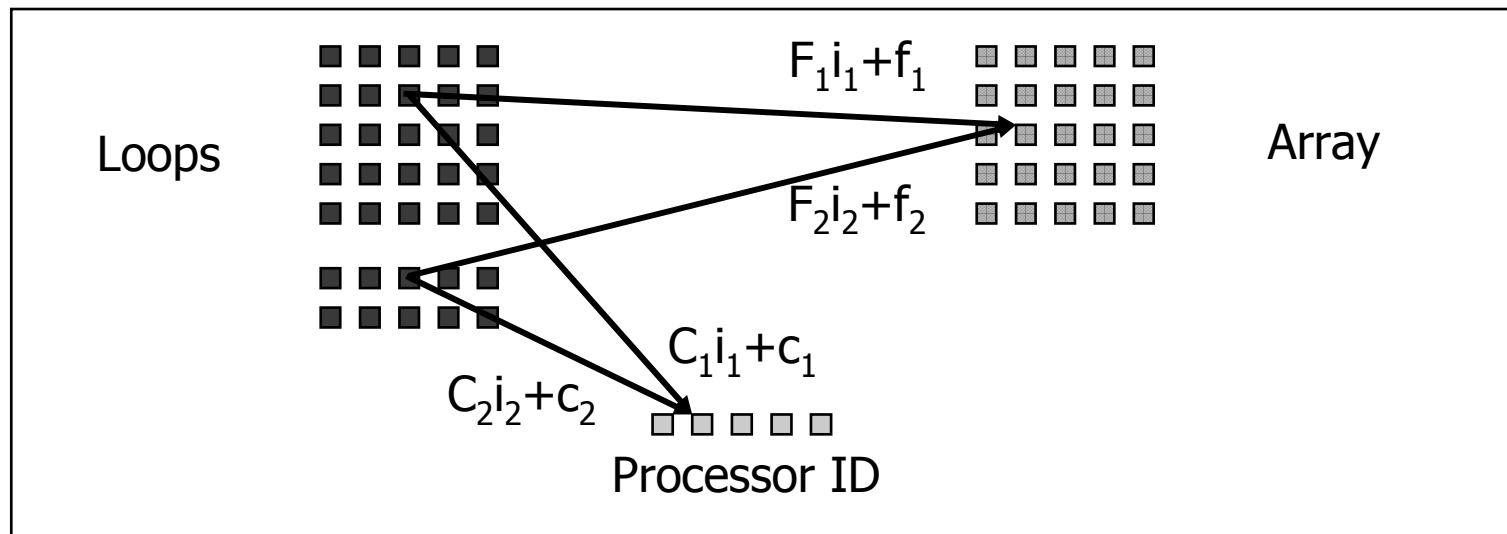 F₁i₁+f₁
Loops
Array
F₂i₂+f₂
C₁i₁+c₁
C₂i₂+c₂
Processor ID